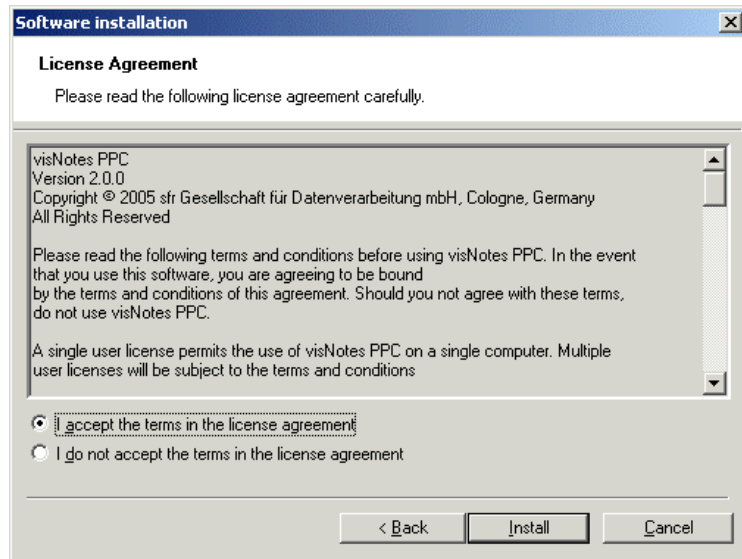 Software installation
License Agreement
Please read the following license agreement carefully.
visNotes PPC
Version 2.0.0
Copyright © 2005 sfr Gesellschaft für Datenverarbeitung mbH, Cologne, Germany
All Rights Reserved
Please read the following terms and conditions before using visNotes PPC. In the event
that you use this software, you are agreeing to be bound
by the terms and conditions of this agreement. Should you not agree with these terms,
do not use visNotes PPC.
A single user license permits the use of visNotes PPC on a single computer. Multiple
user licenses will be subject to the terms and conditions
I accept the terms in the license agreement
I do not accept the terms in the license agreement
< Back Install Cancel